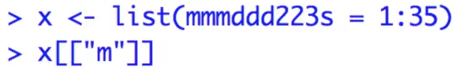 > x <- list(mmmddd223s = 1:35)
> x[["m"]]